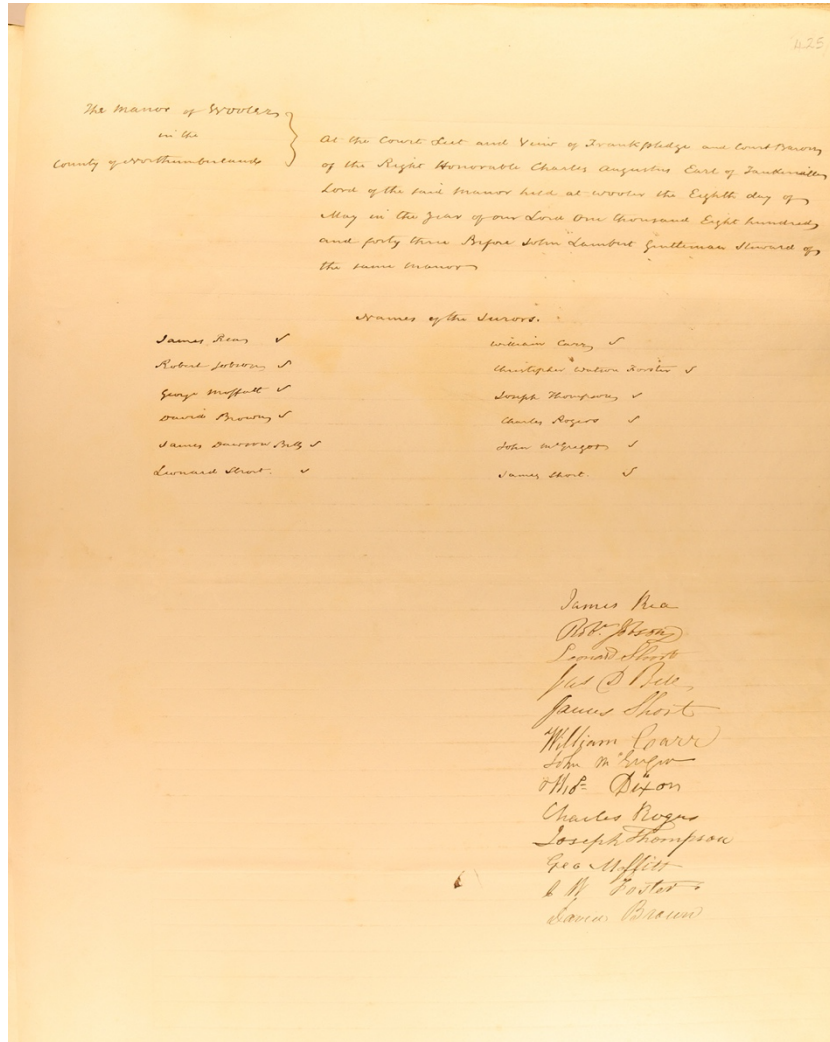 425
The Manor of Wooler
in the
County of Northumberland
At the Court Leet and View of Frankpledge and Court Baron
of the Right Honorable Charles Augustus Earl of Tankerville
Lord of the said Manor held at Wooler the Eighth day of
May in the Year of our Lord One thousand Eight hundred
and forty three Before John Lambert Gentleman Steward of
the same Manor
Names of the Jurors.
James Rea ✓ William Carr ✓
Robert Jobson ✓ Christopher Watson Forster ✓
George Moffatt ✓ Joseph Thompson ✓
David Brown ✓ Charles Rogers ✓
James Dawson Bell ✓ John McGregor ✓
Leonard Short. ✓ James Short. ✓
James Rea
Robt. Jobson
Leonard Short
Jas D Bell
James Short
William Carr
John McGregor
Dixon
Charles Rogers
Joseph Thompson
Geo Moffitt
C W Foster
David Brown